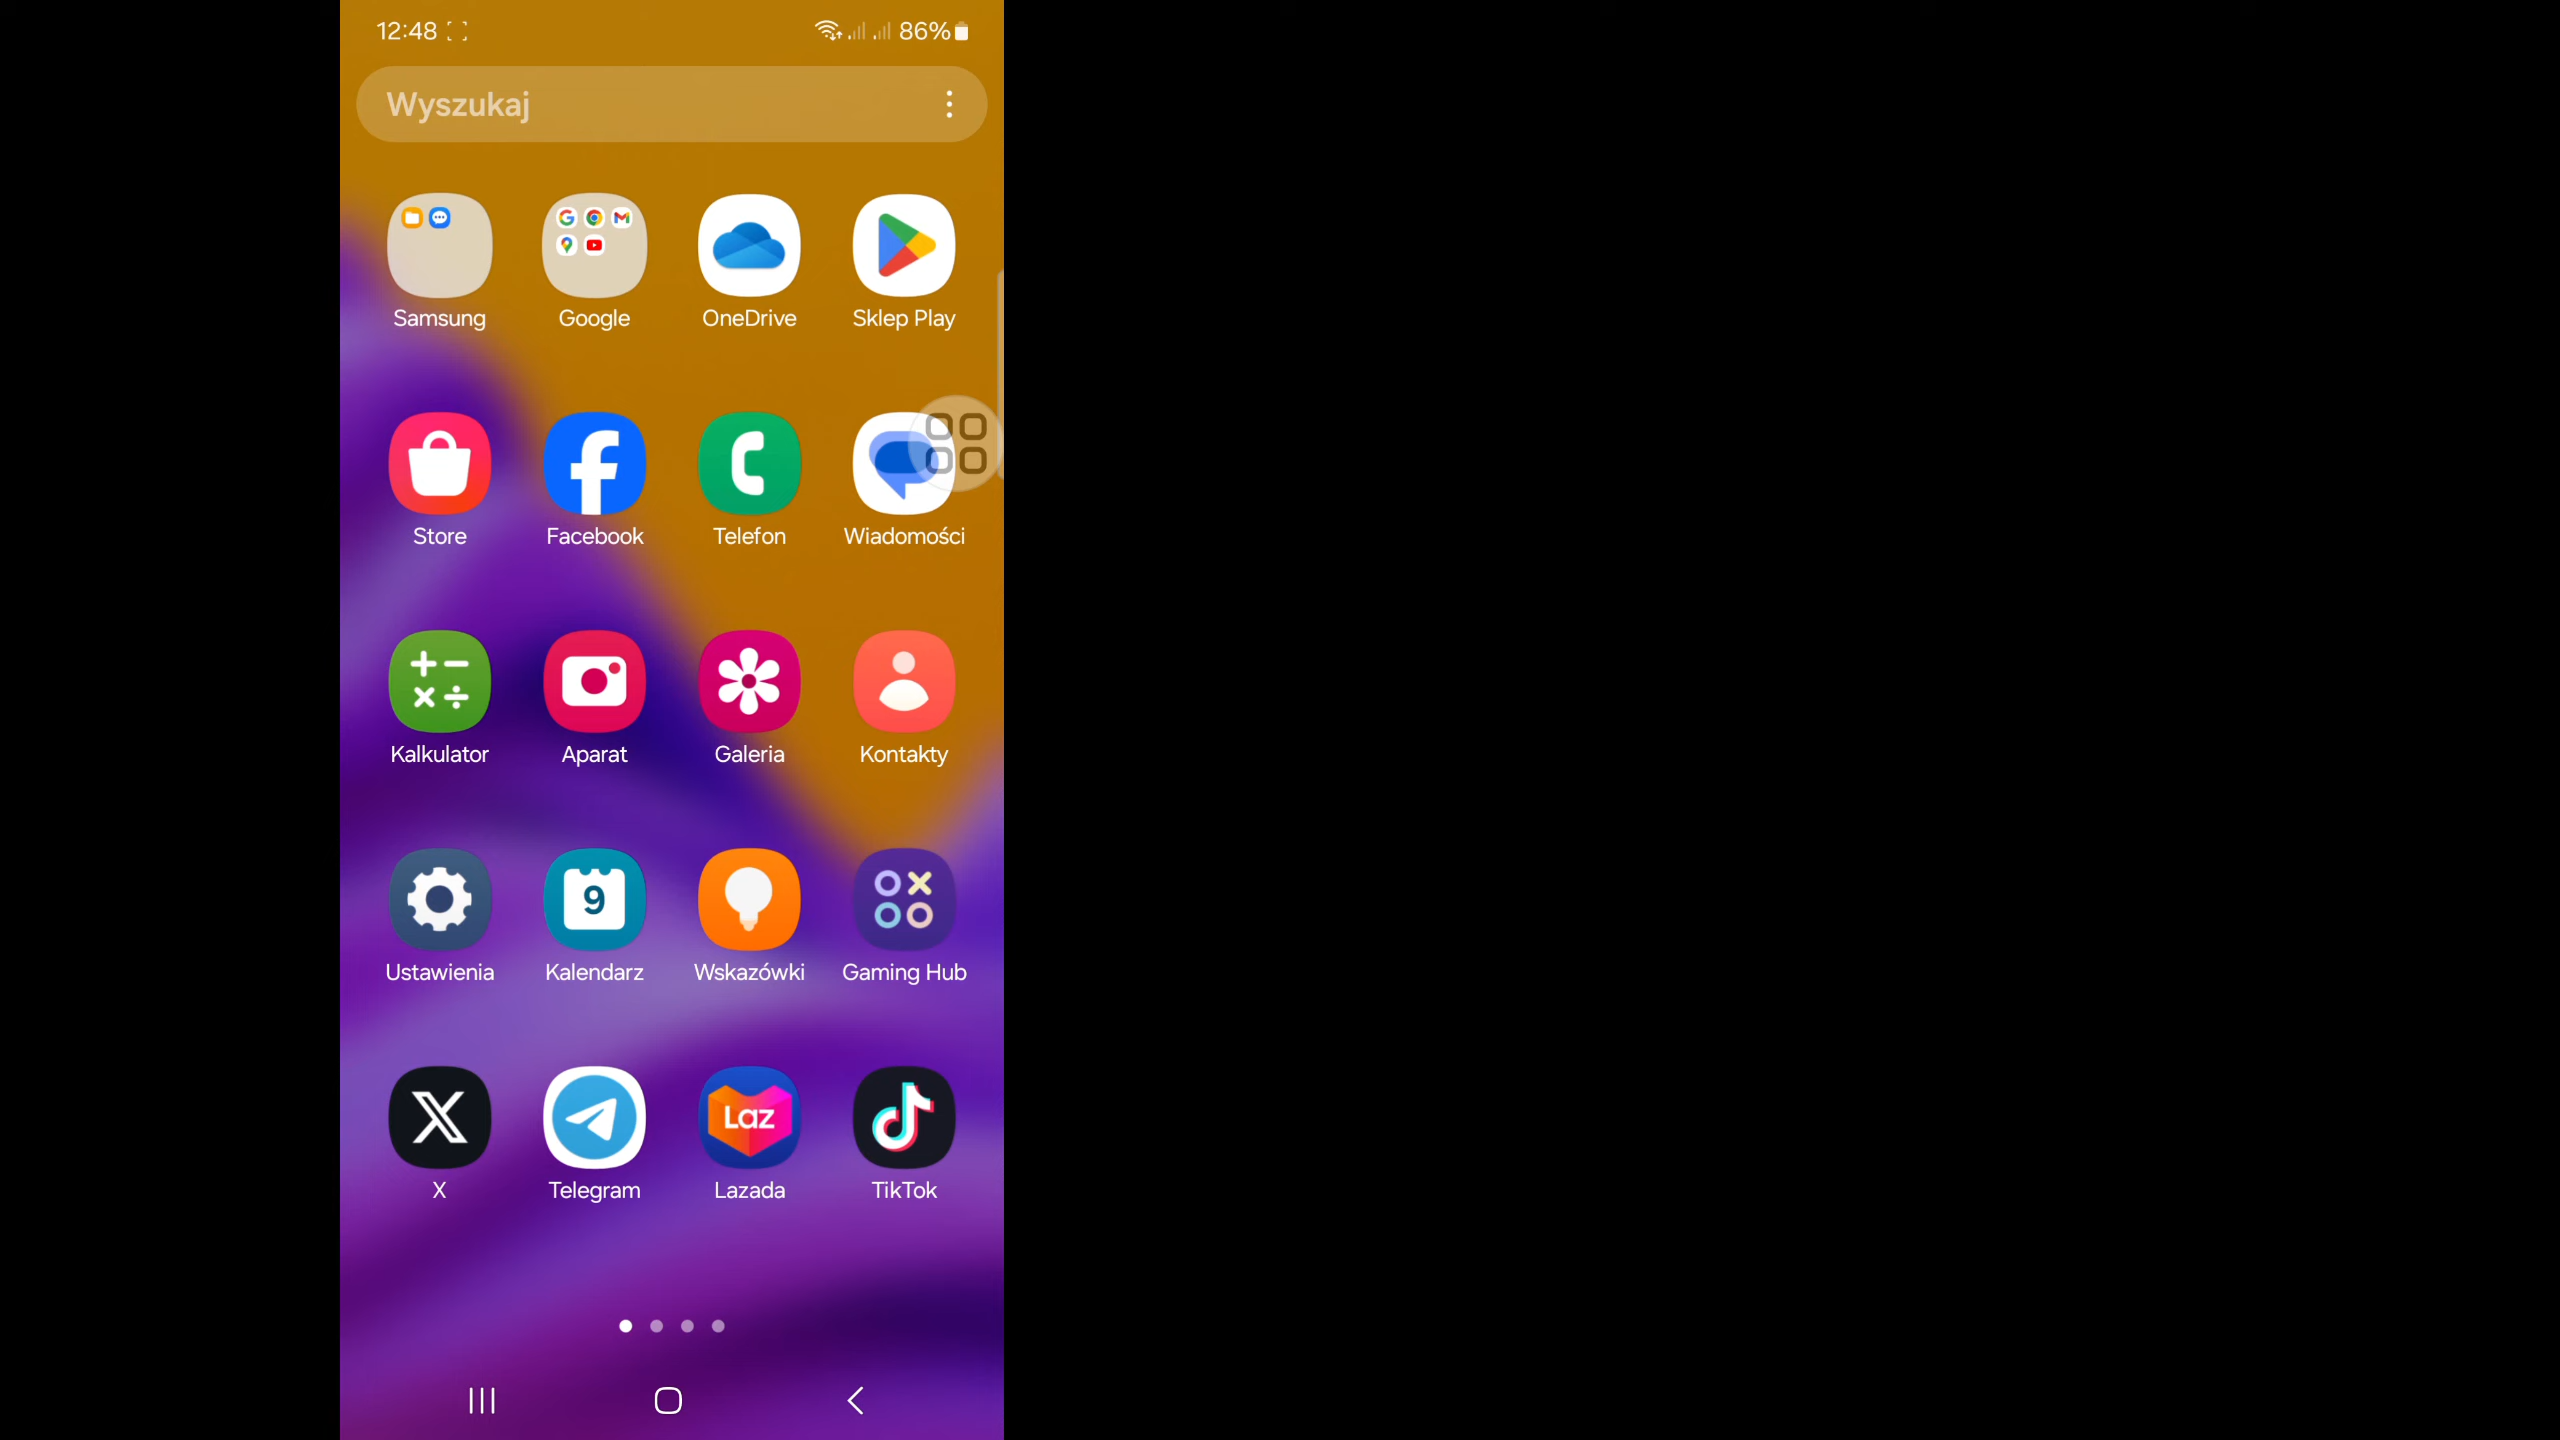 12:48 86%
Wyszukaj
Samsung Google OneDrive Sklep Play
Store Facebook Telefon Wiadomości
Kalkulator Aparat Galeria Kontakty
9
Ustawienia Kalendarz Wskazówki Gaming Hub
Laz
X Telegram Lazada TikTok